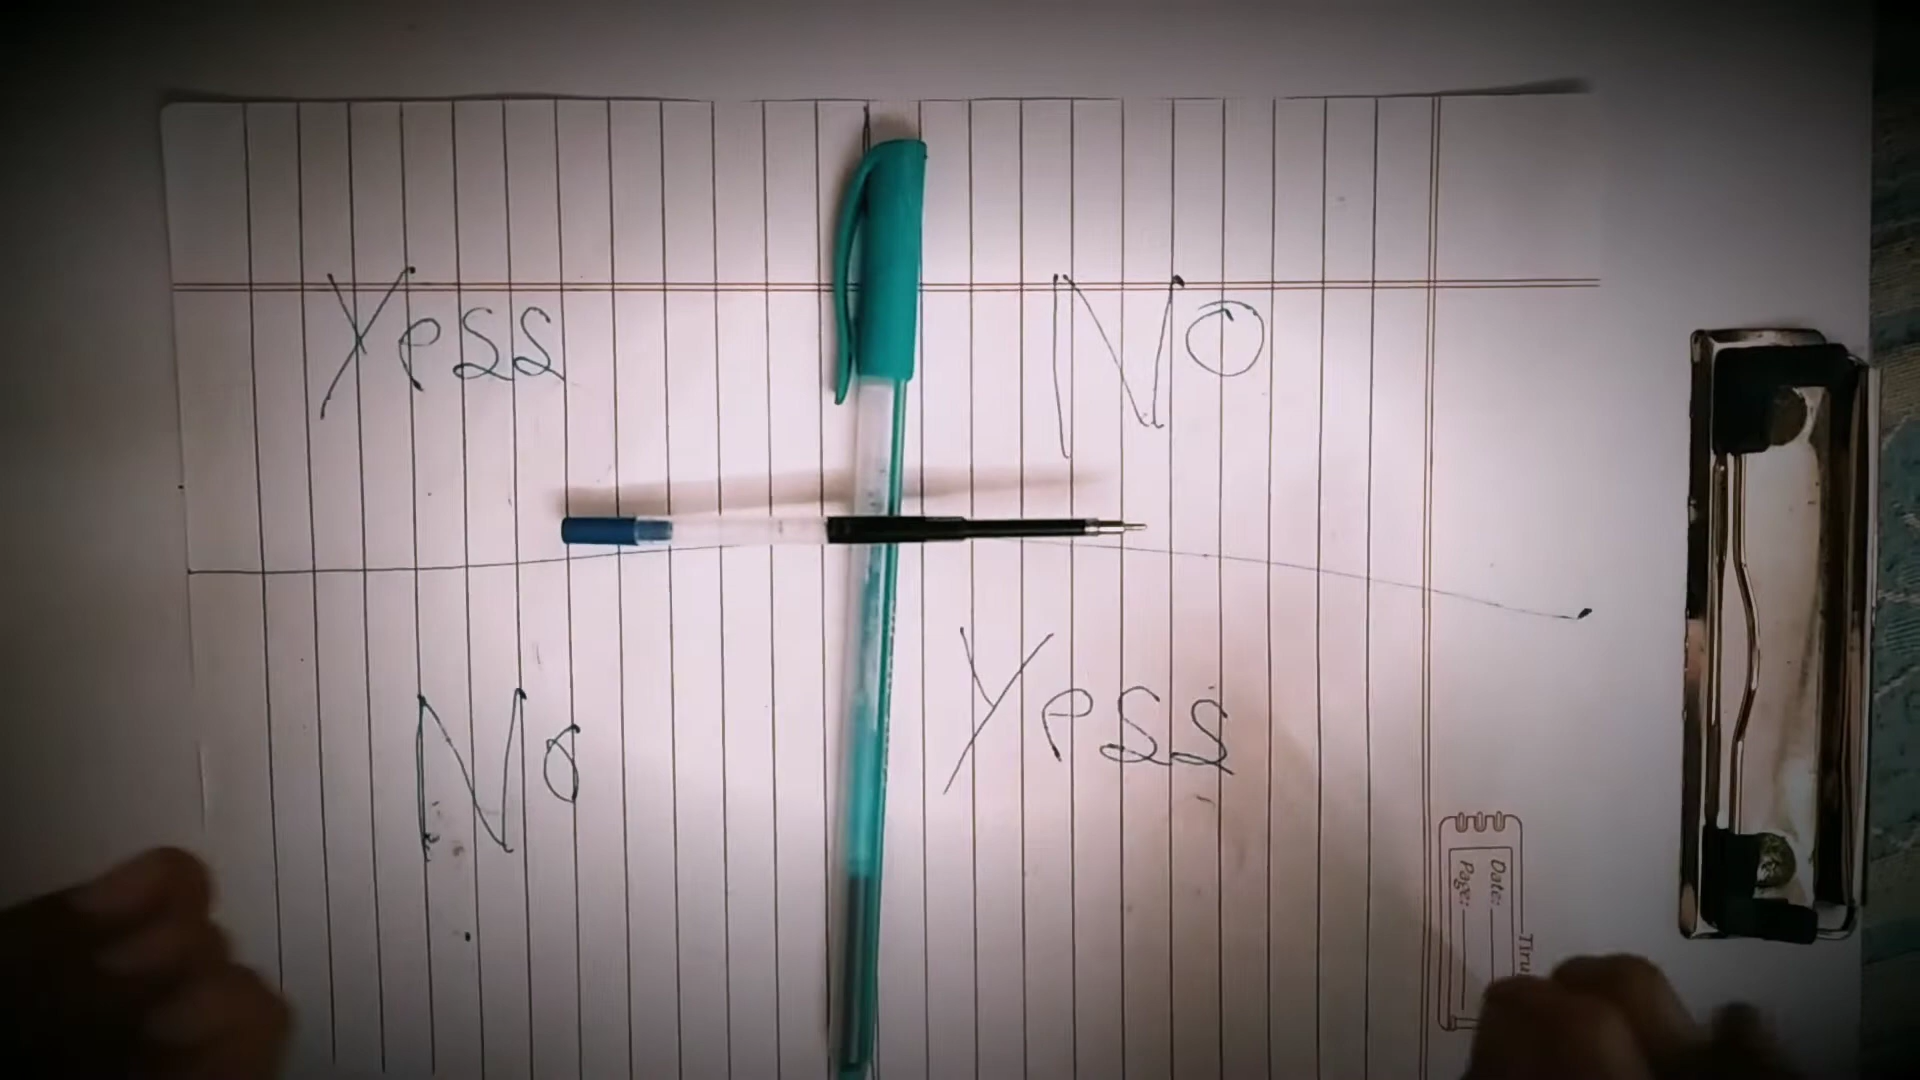 Yess No
No Yess
Date:
Page: